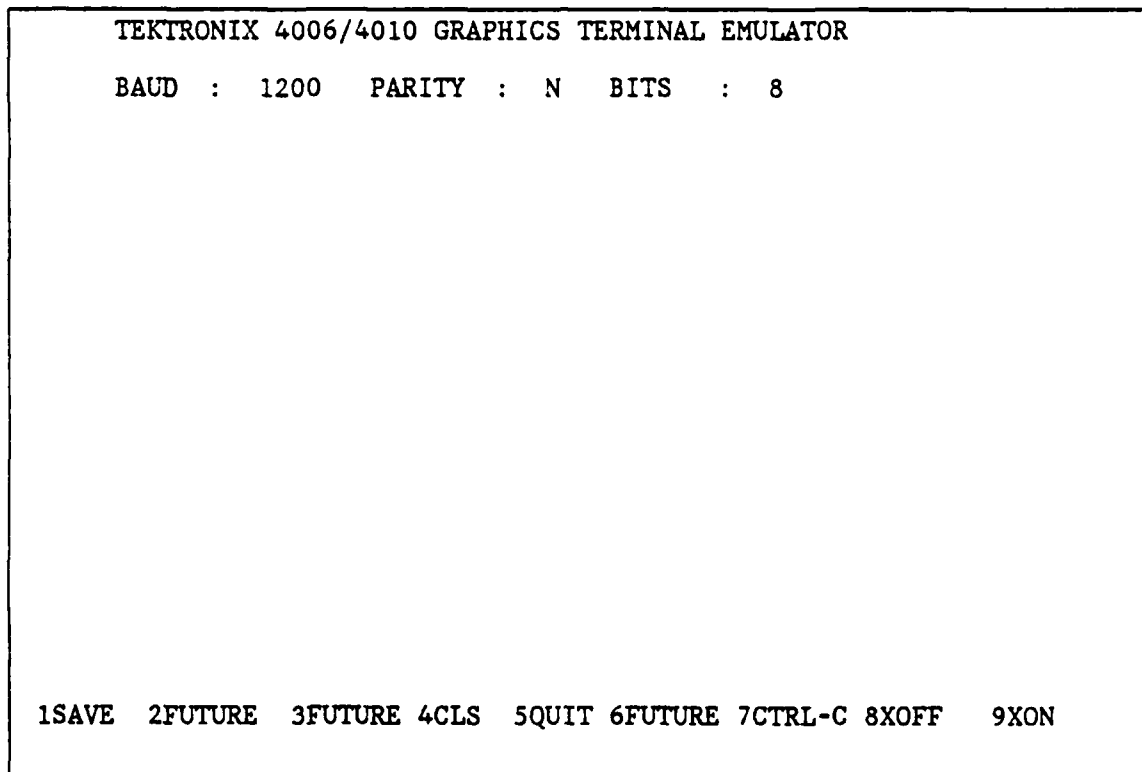 TEKTRONIX 4006/4010 GRAPHICS TERMINAL EMULATOR
BAUD : 1200 PARITY : N BITS : 8
1SAVE 2FUTURE 3FUTURE 4CLS 5QUIT 6FUTURE 7CTRL-C 8XOFF 9XON